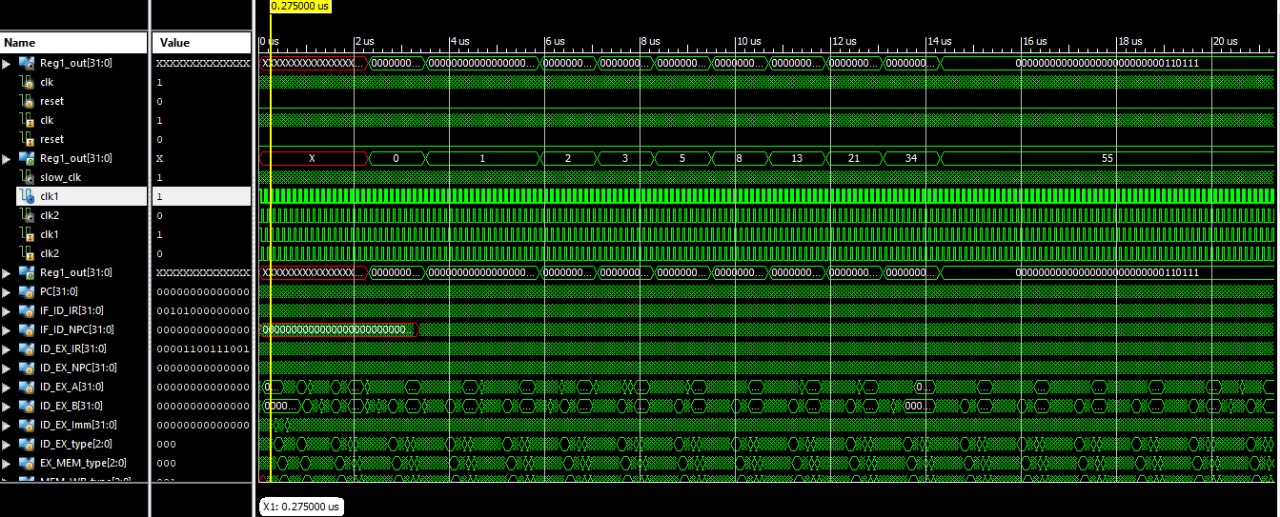 0.275000 us
Name Value 0 us 2 us 4 us 6 us 8 us 10 us 12 us 14 us 16 us 18 us 20 us
Reg1_out[31:0] XXXXXXXXXXXXXXXX XXXXXXXXXXXXXXXX... 0000000... 0000000000000000... 0000000... 0000000... 0000000... 0000000... 0000000... 0000000... 0000000... 00000000000000000000000000110111
clk 1
reset 0
clk 1
reset 0
Reg1_out[31:0] X X 0 1 2 3 5 8 13 21 34 55
slow_clk 1
clk1 1
clk2 0
clk1 1
clk2 0
Reg1_out[31:0] XXXXXXXXXXXXXXXX XXXXXXXXXXXXXXXX... 0000000... 0000000000000000... 0000000... 0000000... 0000000... 0000000... 0000000... 0000000... 0000000... 00000000000000000000000000110111
PC[31:0] 00000000000000
IF_ID_IR[31:0] 00101000000000
IF_ID_NPC[31:0] 00000000000000 00000000000000000000000000...
ID_EX_IR[31:0] 00001100111001
ID_EX_NPC[31:0] 00000000000000
ID_EX_A[31:0] 00000000000000 0... ... ... ... ... ... ... ... ... 0... ... ... ... ... ...
ID_EX_B[31:0] 00000000000000 0000... 000...
ID_EX_Imm[31:0] 00000000000000
ID_EX_type[2:0] 000
EX_MEM_type[2:0] 000
X1: 0.275000 us